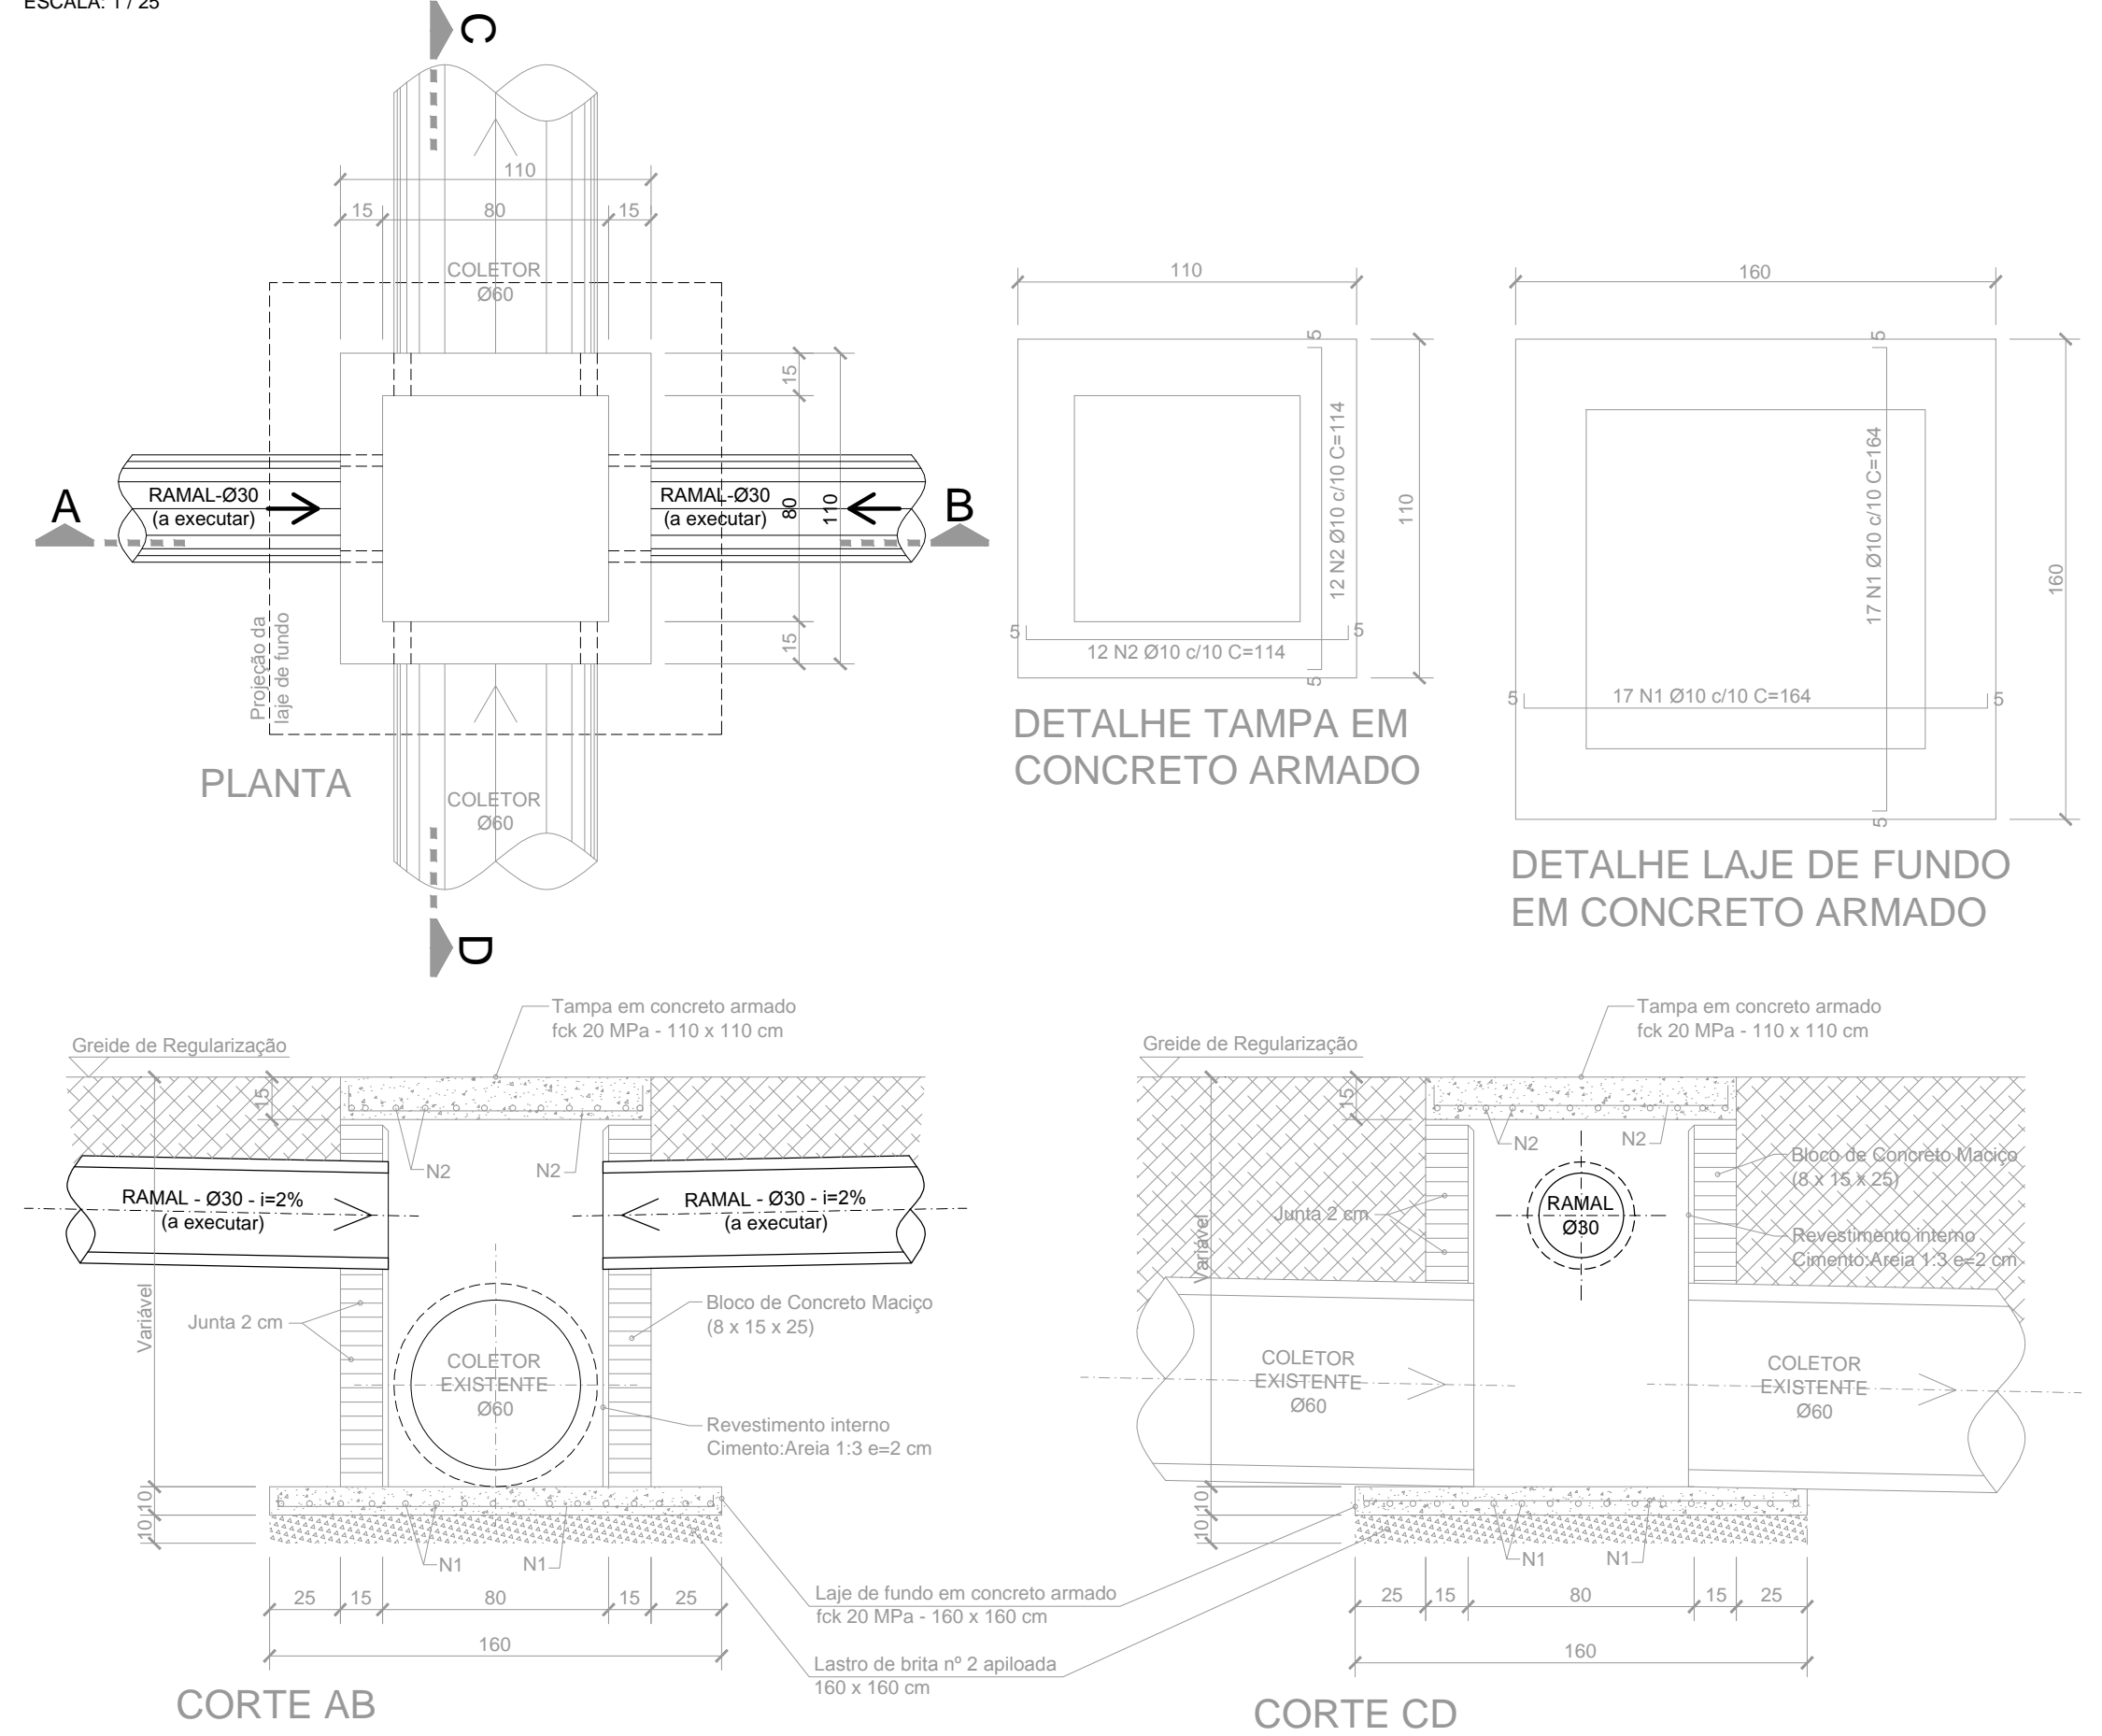 ESCALA: 1 / 25
C
110
15
80
15
COLETOR
Ø60
15
RAMAL-Ø30
(a executar)
RAMAL-Ø30
(a executar)
80
110
A
B
15
Projeção da
laje de fundo
PLANTA
COLETOR
Ø60
D
110
5
12 N2 Ø10 c/10 C=114
110
5
5
12 N2 Ø10 c/10 C=114
5
DETALHE TAMPA EM
CONCRETO ARMADO
160
5
17 N1 Ø10 c/10 C=164
160
5
17 N1 Ø10 c/10 C=164
5
5
DETALHE LAJE DE FUNDO
EM CONCRETO ARMADO
Tampa em concreto armado
fck 20 MPa - 110 x 110 cm
Greide de Regularização
15
N2
N2
RAMAL - Ø30 - i=2%
(a executar)
RAMAL - Ø30 - i=2%
(a executar)
Variável
Junta 2 cm
Bloco de Concreto Maciço
(8 x 15 x 25)
COLETOR
EXISTENTE
Ø60
Revestimento interno
Cimento:Areia 1:3 e=2 cm
10
10
N1
N1
25
15
80
15
25
160
Laje de fundo em concreto armado
fck 20 MPa - 160 x 160 cm
Lastro de brita nº 2 apiloada
160 x 160 cm
CORTE AB
Tampa em concreto armado
fck 20 MPa - 110 x 110 cm
Greide de Regularização
15
N2
N2
Bloco de Concreto Maciço
(8 x 15 x 25)
RAMAL
Ø30
Junta 2 cm
Variável
Revestimento interno
Cimento:Areia 1:3 e=2 cm
COLETOR
EXISTENTE
Ø60
COLETOR
EXISTENTE
Ø60
10
10
N1
N1
25
15
80
15
25
160
CORTE CD